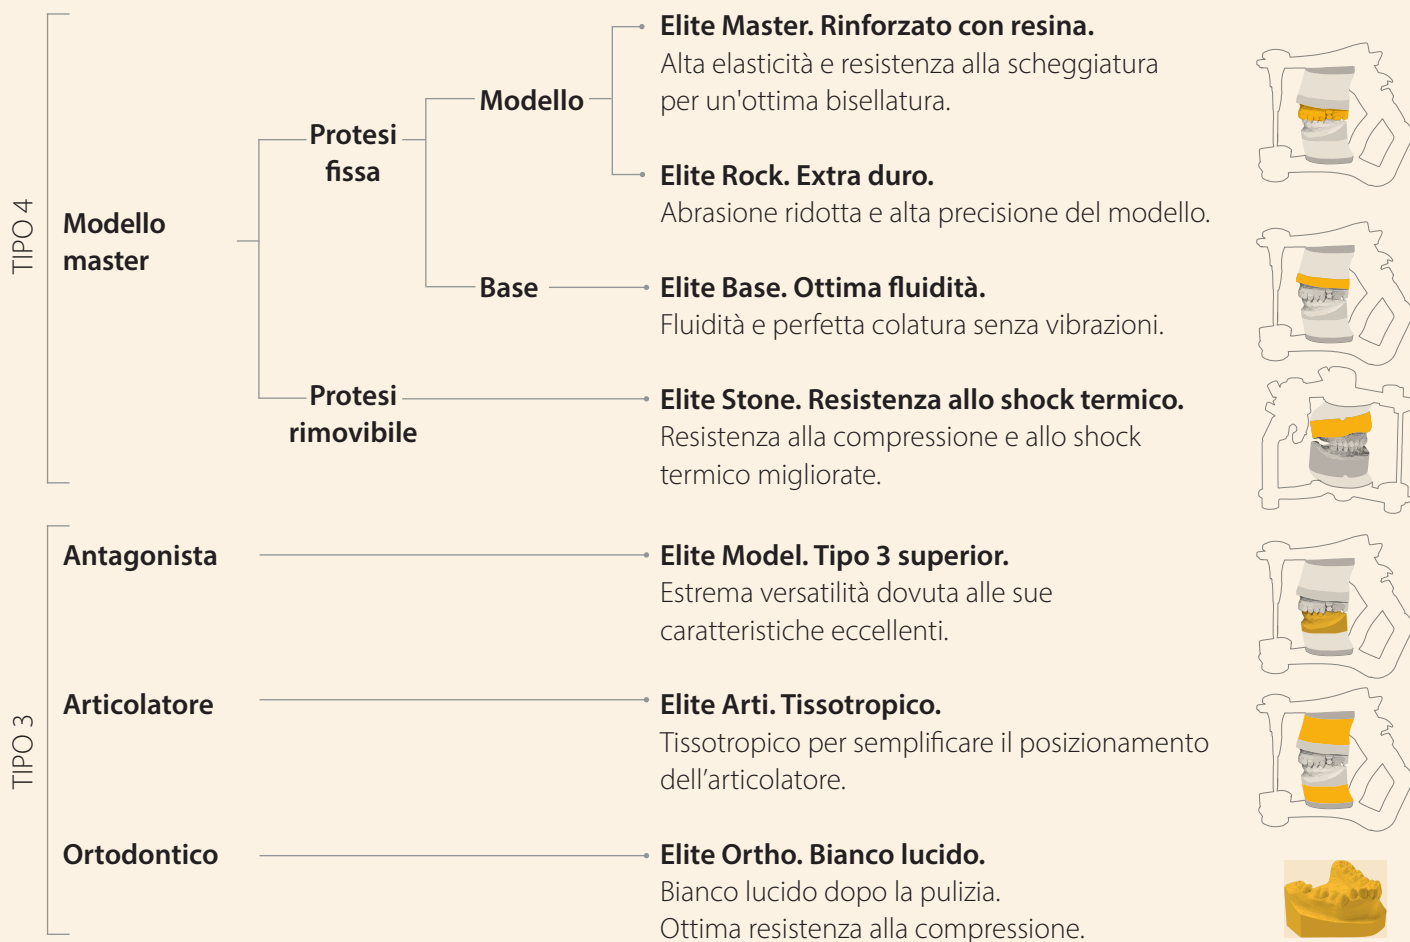 TIPO 4
Modello
master
Protesi
fissa
Modello
Elite Master. Rinforzato con resina.
Alta elasticità e resistenza alla scheggiatura
per un'ottima bisellatura.
Elite Rock. Extra duro.
Abrasione ridotta e alta precisione del modello.
Base
Elite Base. Ottima fluidità.
Fluidità e perfetta colatura senza vibrazioni.
Protesi
rimovibile
Elite Stone. Resistenza allo shock termico.
Resistenza alla compressione e allo shock
termico migliorate.
TIPO 3
Antagonista
Elite Model. Tipo 3 superior.
Estrema versatilità dovuta alle sue
caratteristiche eccellenti.
Articolatore
Elite Arti. Tissotropico.
Tissotropico per semplificare il posizionamento
dell’articolatore.
Ortodontico
Elite Ortho. Bianco lucido.
Bianco lucido dopo la pulizia.
Ottima resistenza alla compressione.